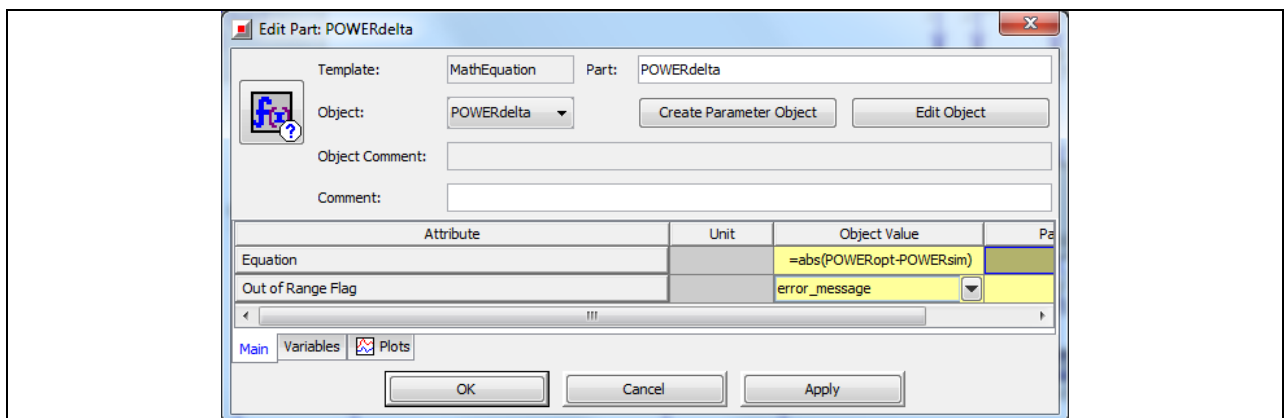 Edit Part: POWERdelta
Template: MathEquation Part: POWERdelta
Object: POWERdelta Create Parameter Object Edit Object
Object Comment:
Comment:
Attribute Unit Object Value Pa
Equation =abs(POWERopt-POWERsim)
Out of Range Flag error_message
Main Variables Plots
OK Cancel Apply